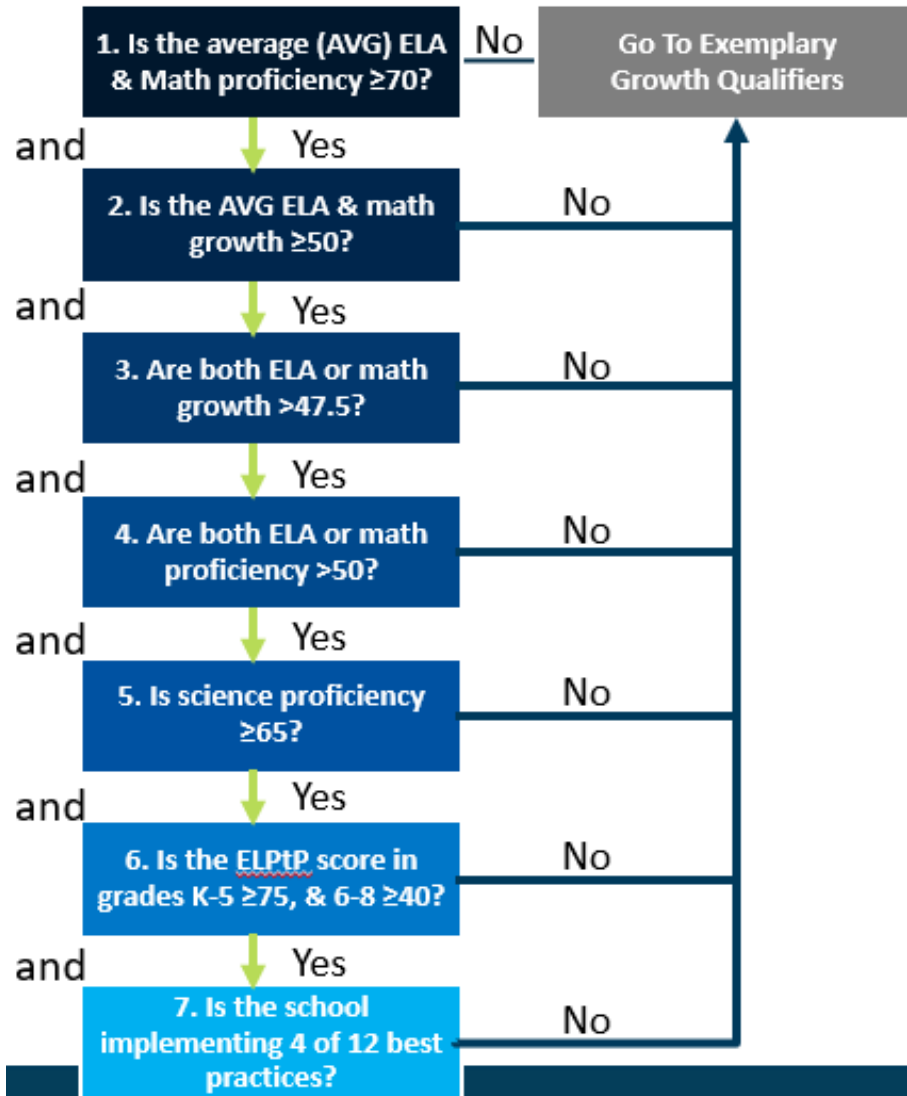 1. Is the average (AVG) ELA
& Math proficiency ≥70?
No
Go To Exemplary
Growth Qualifiers
and
Yes
2. Is the AVG ELA & math
growth ≥50?
No
and
Yes
3. Are both ELA or math
growth >47.5?
No
and
Yes
4. Are both ELA or math
proficiency >50?
No
and
Yes
5. Is science proficiency
≥65?
No
and
Yes
6. Is the ELPtP score in
grades K-5 ≥75, & 6-8 ≥40?
No
and
Yes
7. Is the school
implementing 4 of 12 best
practices?
No